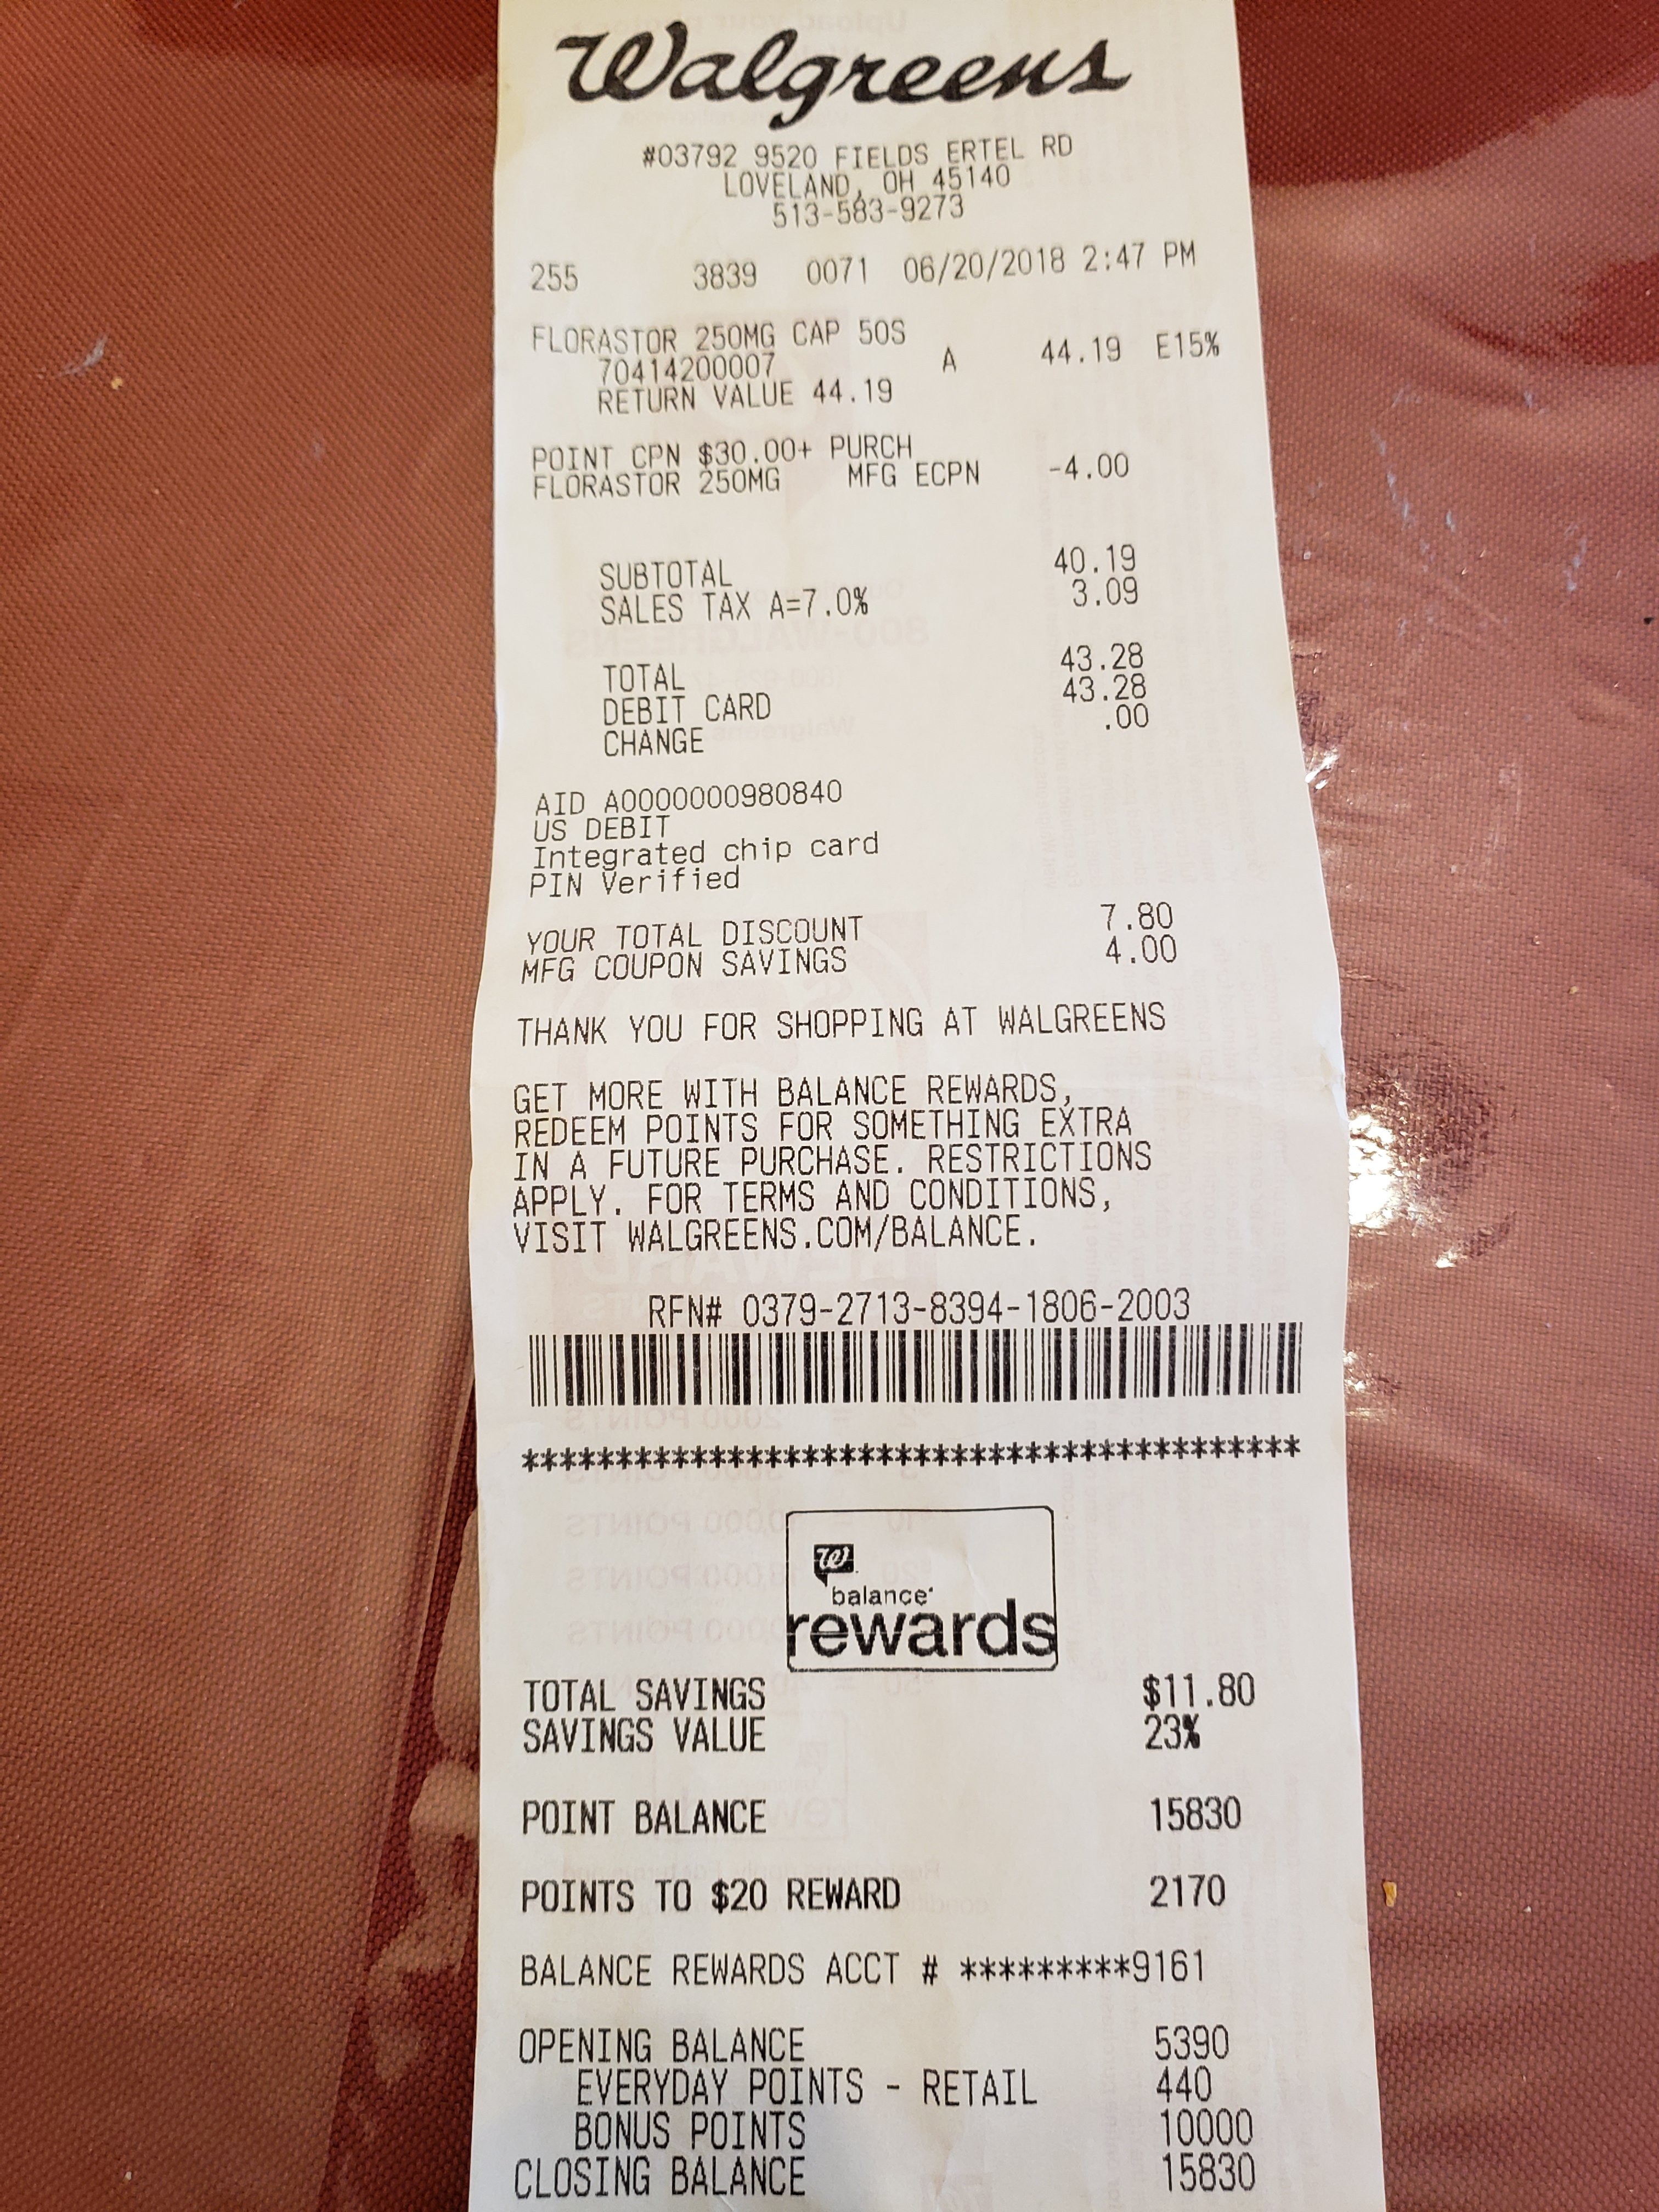 Walgreens
#03792 9520 FIELDS ERTEL RD
LOVELAND, OH 45140
513-583-9273
255 3839 0071 06/20/2018 2:47 PM
FLORASTOR 250MG CAP 50S
70414200007 A 44.19 E15%
RETURN VALUE 44.19
POINT CPN $30.00+ PURCH
FLORASTOR 250MG MFG ECPN -4.00
SUBTOTAL 40.19
SALES TAX A=7.0% 3.09
TOTAL 43.28
DEBIT CARD 43.28
CHANGE .00
AID A0000000980840
US DEBIT
Integrated chip card
PIN Verified
YOUR TOTAL DISCOUNT 7.80
MFG COUPON SAVINGS 4.00
THANK YOU FOR SHOPPING AT WALGREENS
GET MORE WITH BALANCE REWARDS,
REDEEM POINTS FOR SOMETHING EXTRA
IN A FUTURE PURCHASE. RESTRICTIONS
APPLY. FOR TERMS AND CONDITIONS,
VISIT WALGREENS.COM/BALANCE.
RFN# 0379-2713-8394-1806-2003
******************************************
W
balance®
rewards
TOTAL SAVINGS $11.80
SAVINGS VALUE 23%
POINT BALANCE 15830
POINTS TO $20 REWARD 2170
BALANCE REWARDS ACCT # *********9161
OPENING BALANCE 5390
EVERYDAY POINTS - RETAIL 440
BONUS POINTS 10000
CLOSING BALANCE 15830